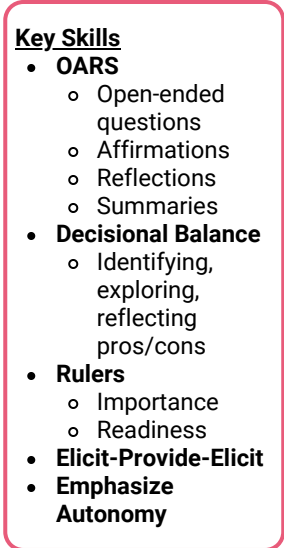 Key Skills
• OARS
o Open-ended
questions
o Affirmations
o Reflections
o Summaries
• Decisional Balance
o Identifying,
exploring,
reflecting
pros/cons
• Rulers
o Importance
o Readiness
• Elicit-Provide-Elicit
• Emphasize
Autonomy